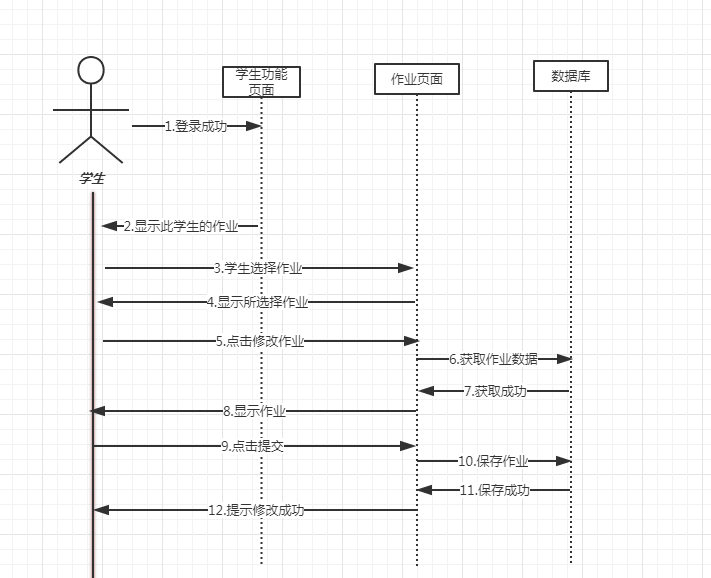 学生功能
页面
作业页面
数据库
1.登录成功
学生
2.显示此学生的作业
3.学生选择作业
4.显示所选择作业
5.点击修改作业
6.获取作业数据
7.获取成功
8.显示作业
9.点击提交
10.保存作业
11.保存成功
12.提示修改成功